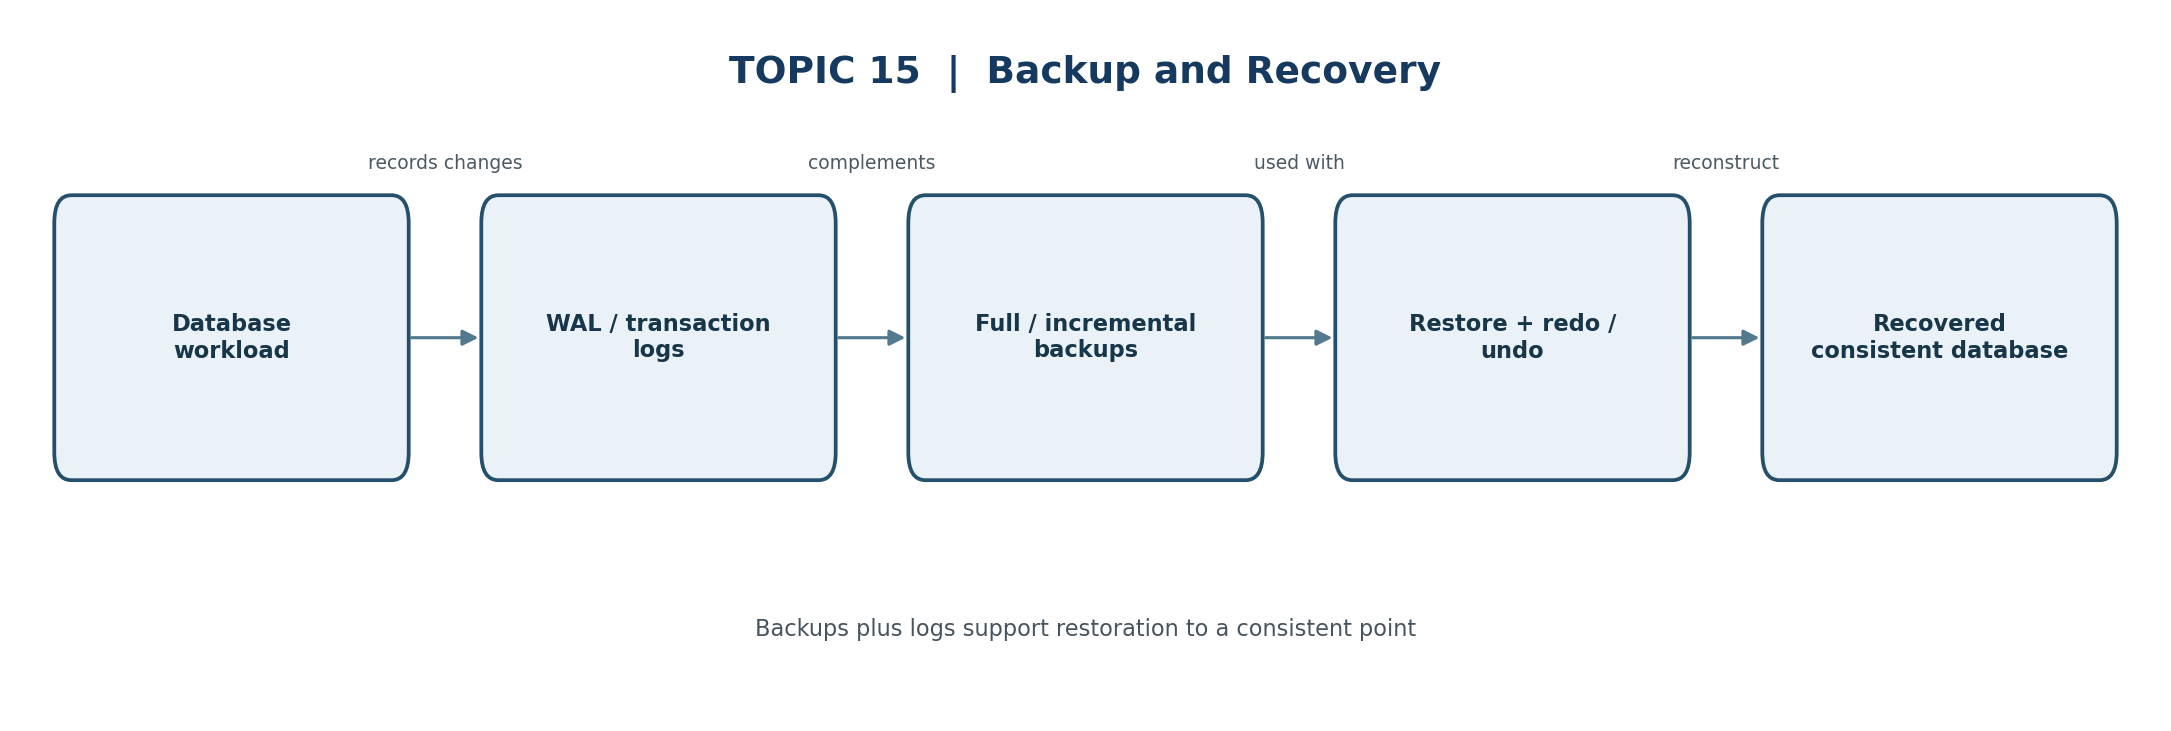 TOPIC 15 | Backup and Recovery
records changes
complements
used with
reconstruct
Database
workload
WAL / transaction
logs
Full / incremental
backups
Restore + redo /
undo
Recovered
consistent database
Backups plus logs support restoration to a consistent point